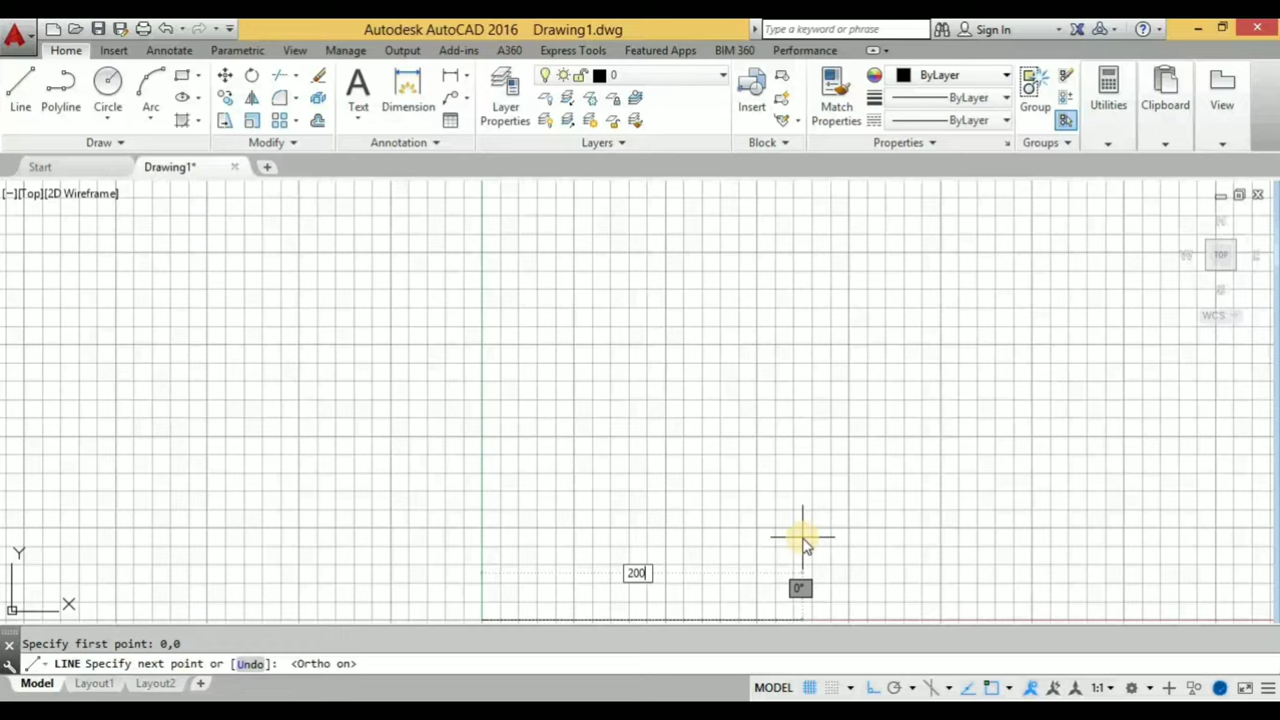 Autodesk AutoCAD 2016 Drawing1.dwg
Type a keyword or phrase
Sign In
Home Insert Annotate Parametric View Manage Output Add-ins A360 Express Tools Featured Apps BIM 360 Performance
0
ByLayer
ByLayer
ByLayer
Line Polyline Circle Arc Text Dimension Layer Properties Insert Match Properties Group Utilities Clipboard View
Draw Modify Annotation Layers Block Properties Groups
Start Drawing1*
[−][Top][2D Wireframe]
TOP
WCS
200
0°
Y
X
Specify first point: 0,0
LINE Specify next point or [Undo]: <Ortho on>
Model Layout1 Layout2
MODEL 1:1